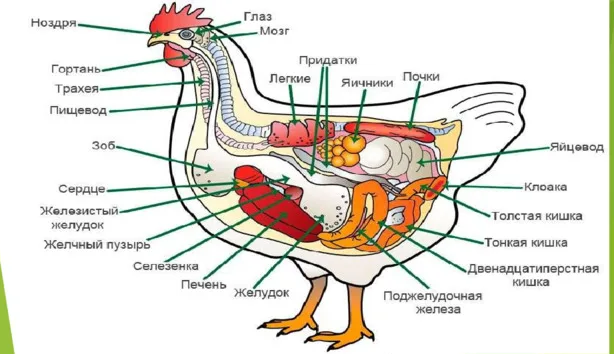 Ноздря
Глаз
Мозг
Гортань
Трахея
Пищевод
Зоб
Сердце
Железистый
желудок
Желчный пузырь
Селезенка
Печень
Желудок
Легкие
Придатки
Яичники
Почки
Яйцевод
Клоака
Толстая кишка
Тонкая кишка
Двенадцатиперстная
кишка
Поджелудочная
железа